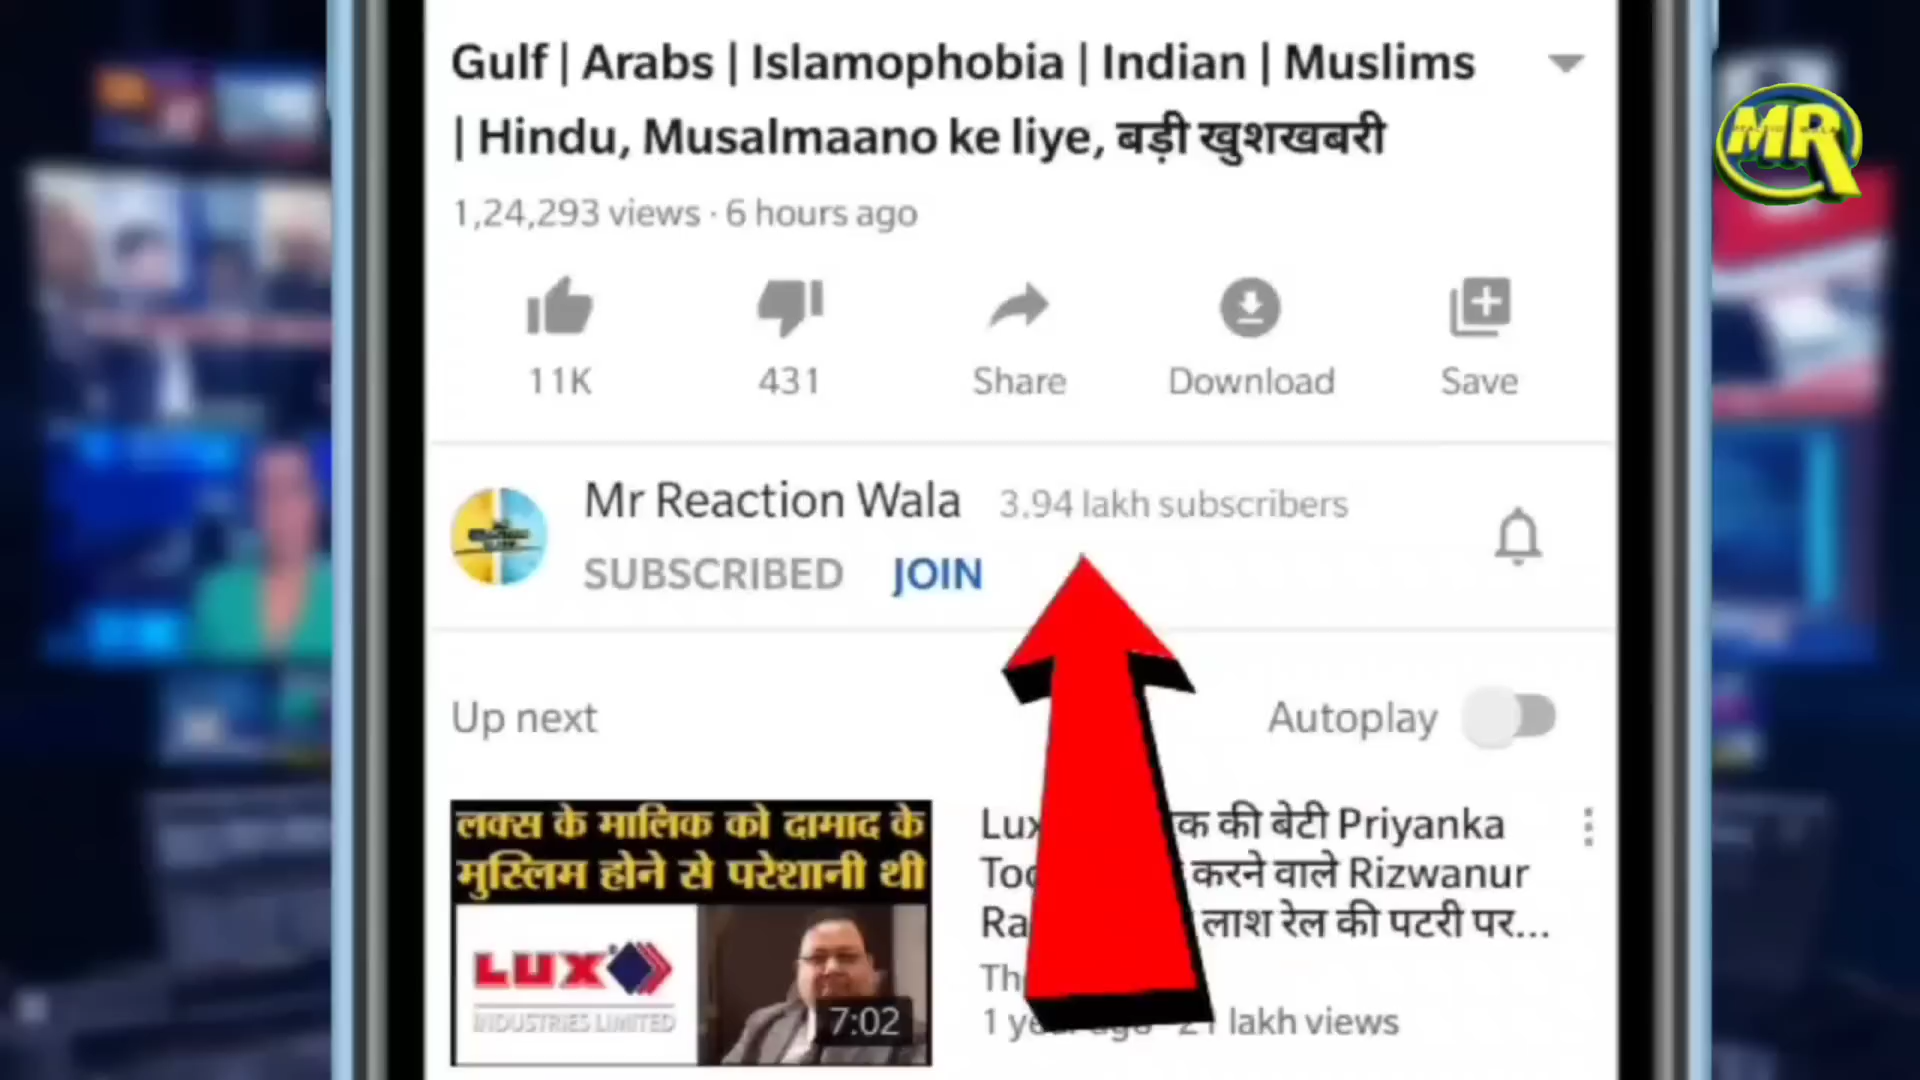 Gulf | Arabs | Islamophobia | Indian | Muslims
| Hindu, Musalmaano ke liye, बड़ी खुशखबरी
1,24,293 views · 6 hours ago
11K 431 Share Download Save
Mr Reaction Wala 3.94 lakh subscribers
SUBSCRIBED JOIN
Up next Autoplay
लक्स के मालिक को दामाद के
मुस्लिम होने से परेशानी थी
LUX
INDUSTRIES LIMITED
7:02
की बेटी Priyanka
करने वाले Rizwanur
लाश रेल की पटरी पर...
lakh views
MR